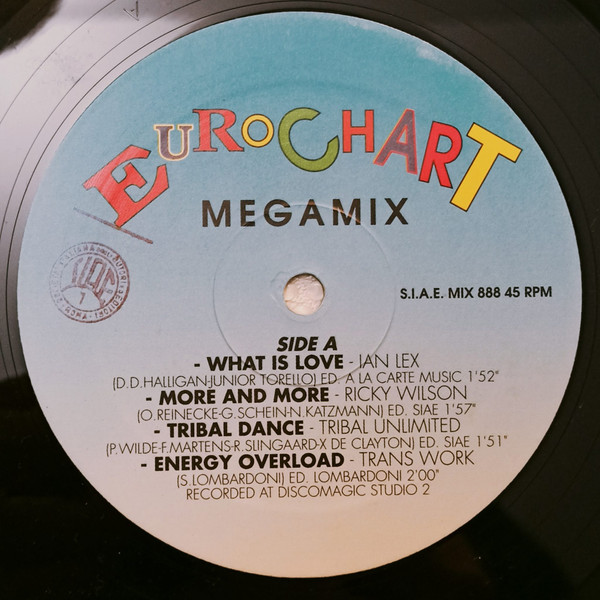 EUROCHART
MEGAMIX
S.I.A.E. MIX 888 45 RPM
SIDE A
- WHAT IS LOVE - IAN LEX
(D.D.HALLIGAN-JUNIOR TORELLO) ED. A LA CARTE MUSIC 1'52"
- MORE AND MORE - RICKY WILSON
(O.REINECKE-G.SCHEIN-N.KATZMANN) ED. SIAE 1'57"
- TRIBAL DANCE - TRIBAL UNLIMITED
(P.WILDE-F.MARTENS-R.SLINGAARD-X DE CLAYTON) ED. SIAE 1'51"
- ENERGY OVERLOAD - TRANS WORK
(S.LOMBARDONI) ED. LOMBARDONI 2'00"
RECORDED AT DISCOMAGIC STUDIO 2